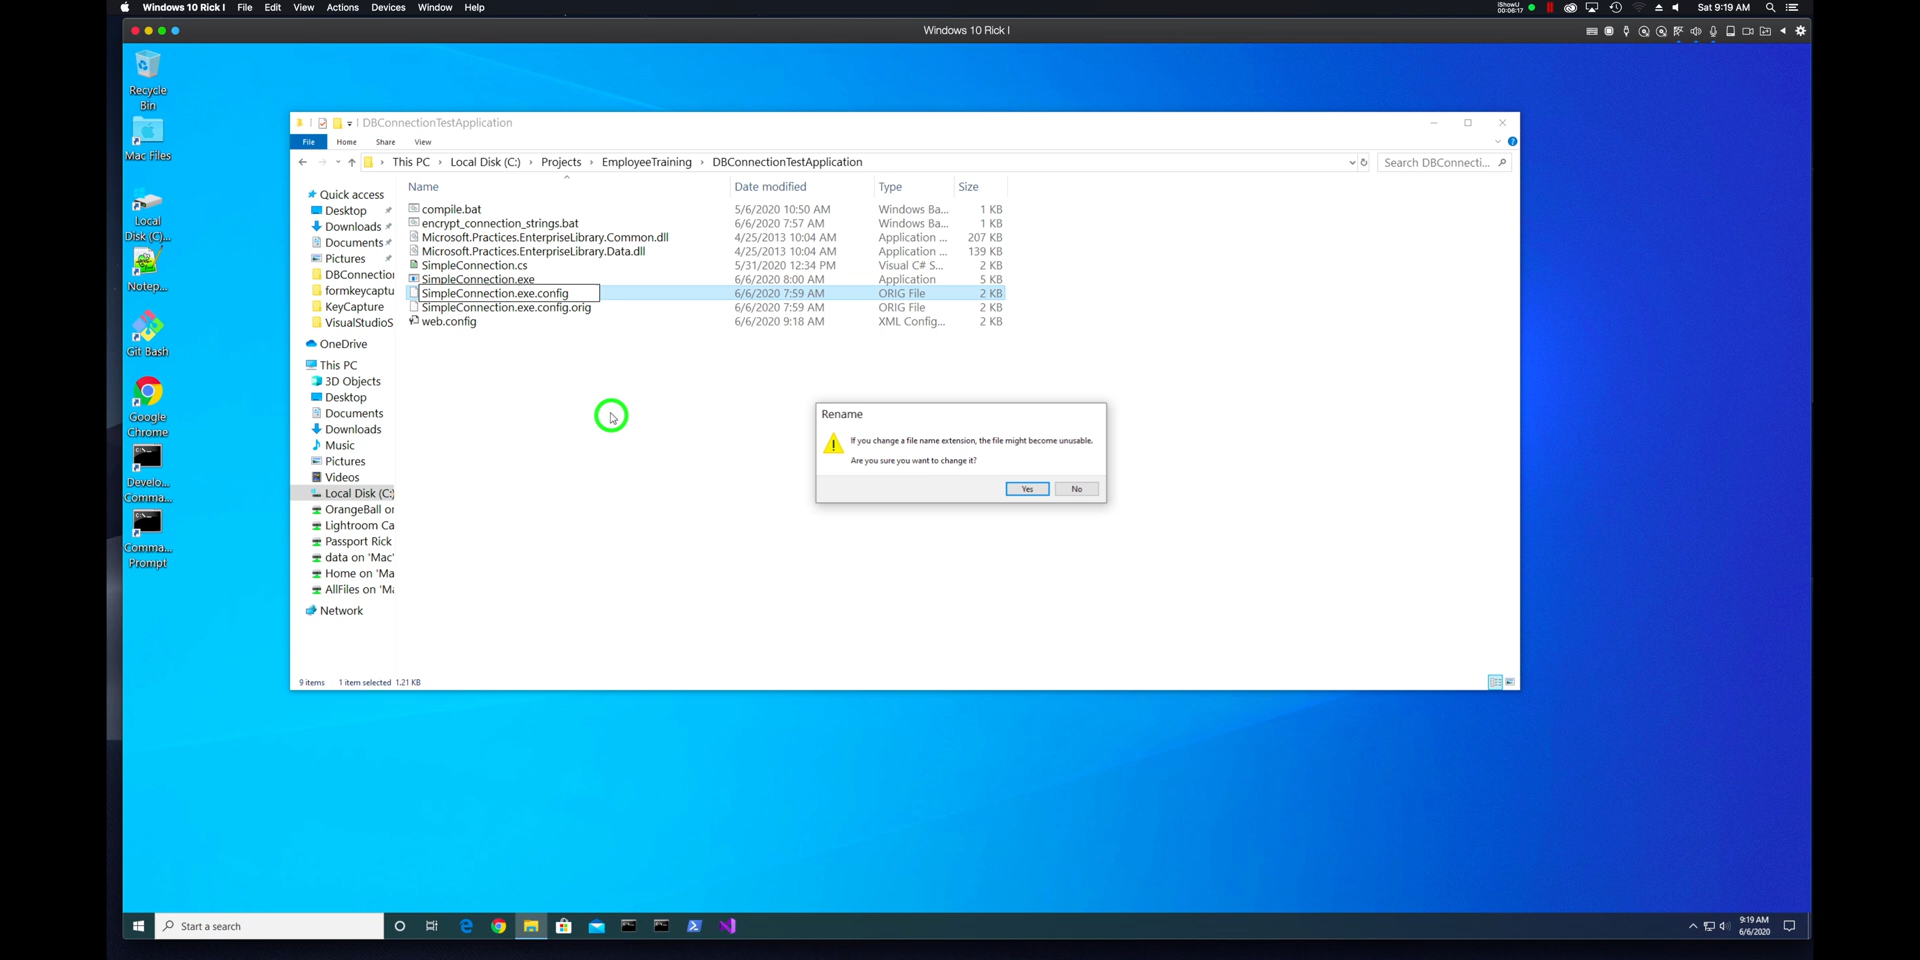 Windows 10 Rick I File Edit View Actions Devices Window Help
iShowU
00:06:17
Sat 9:19 AM
Windows 10 Rick I
Recycle
Bin
Mac Files
Local
Disk (C)...
Notep...
Git Bash
Google
Chrome
Develo...
Comma...
Comma...
Prompt
DBConnectionTestApplication
File Home Share View
This PC Local Disk (C:) Projects EmployeeTraining DBConnectionTestApplication
Search DBConnecti...
Name Date modified Type Size
Quick access
Desktop
Downloads
Documents
Pictures
DBConnection
formkeycaptu
KeyCapture
VisualStudioS
OneDrive
This PC
3D Objects
Desktop
Documents
Downloads
Music
Pictures
Videos
Local Disk (C:)
OrangeBall or
Lightroom Ca
Passport Rick
data on 'Mac'
Home on 'Ma
AllFiles on 'Ma
Network
compile.bat 5/6/2020 10:50 AM Windows Ba... 1 KB
encrypt_connection_strings.bat 6/6/2020 7:57 AM Windows Ba... 1 KB
Microsoft.Practices.EnterpriseLibrary.Common.dll 4/25/2013 10:04 AM Application ... 207 KB
Microsoft.Practices.EnterpriseLibrary.Data.dll 4/25/2013 10:04 AM Application ... 139 KB
SimpleConnection.cs 5/31/2020 12:34 PM Visual C# S... 2 KB
SimpleConnection.exe 6/6/2020 8:00 AM Application 5 KB
SimpleConnection.exe.config 6/6/2020 7:59 AM ORIG File 2 KB
SimpleConnection.exe.config.orig 6/6/2020 7:59 AM ORIG File 2 KB
web.config 6/6/2020 9:18 AM XML Config... 2 KB
Rename
If you change a file name extension, the file might become unusable.
Are you sure you want to change it?
Yes No
9 items 1 item selected 1.21 KB
Start a search
9:19 AM
6/6/2020